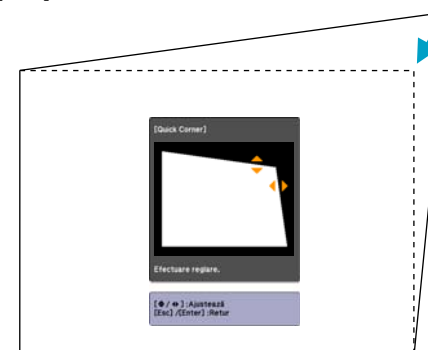 [Quick Corner]
Efectuare reglare.
[ / ] :Ajustează
[Esc] /[Enter] :Retur